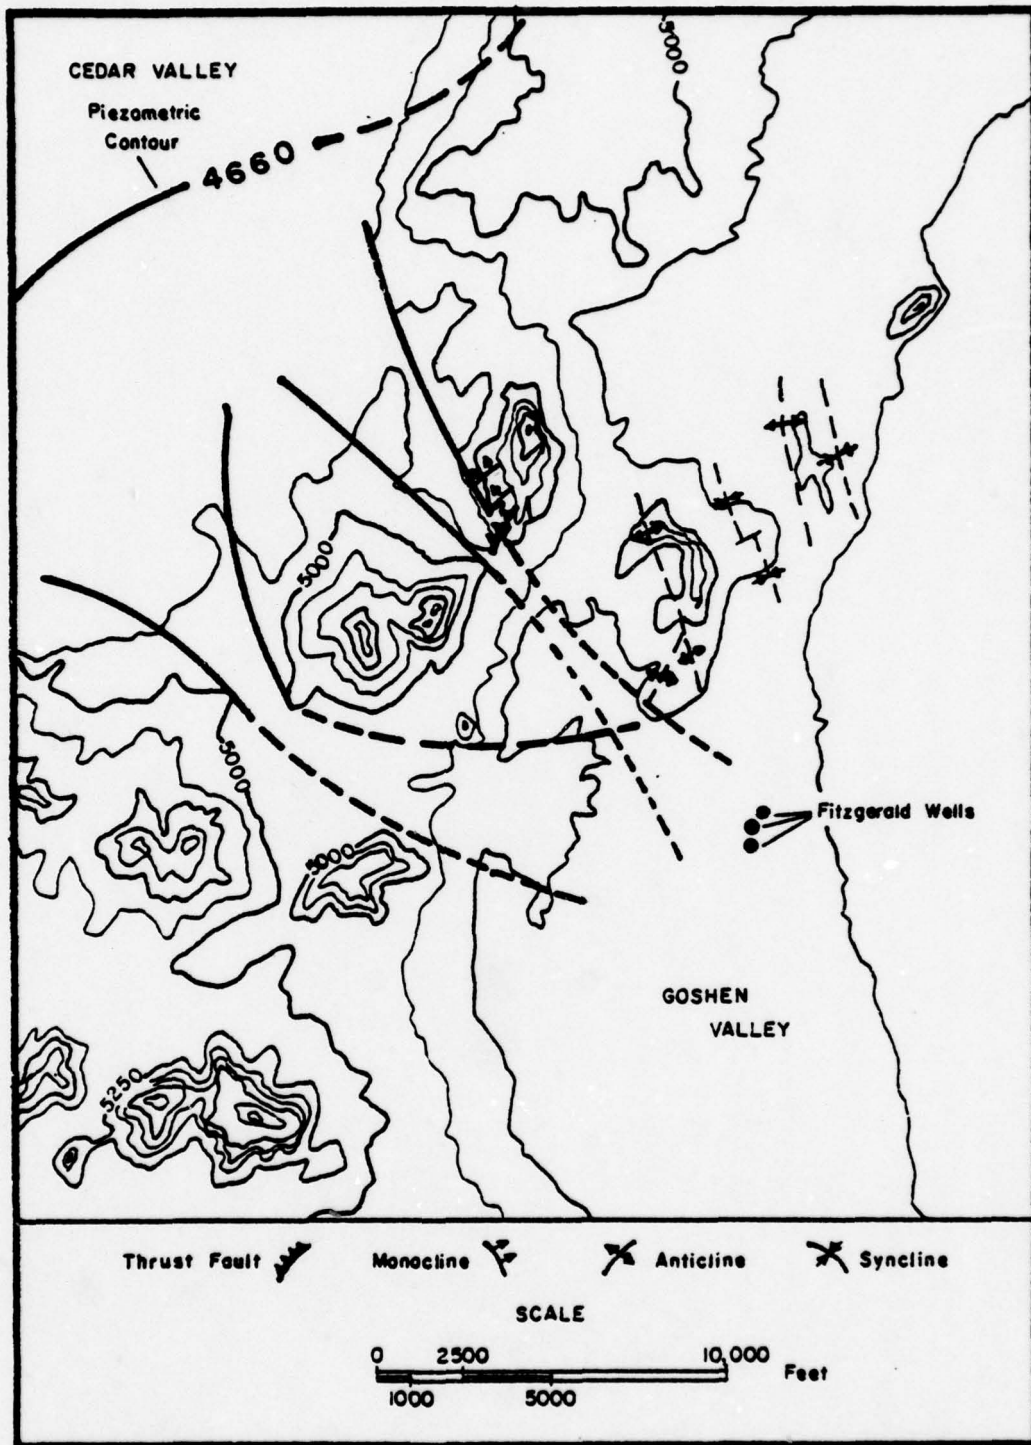 5000
CEDAR VALLEY
Piezometric
Contour
4660
5000
5000
5000
Fitzgerald Wells
GOSHEN
VALLEY
5250
Thrust Fault
Monocline
Anticline
Syncline
SCALE
0 2500 10,000
Feet
1000 5000